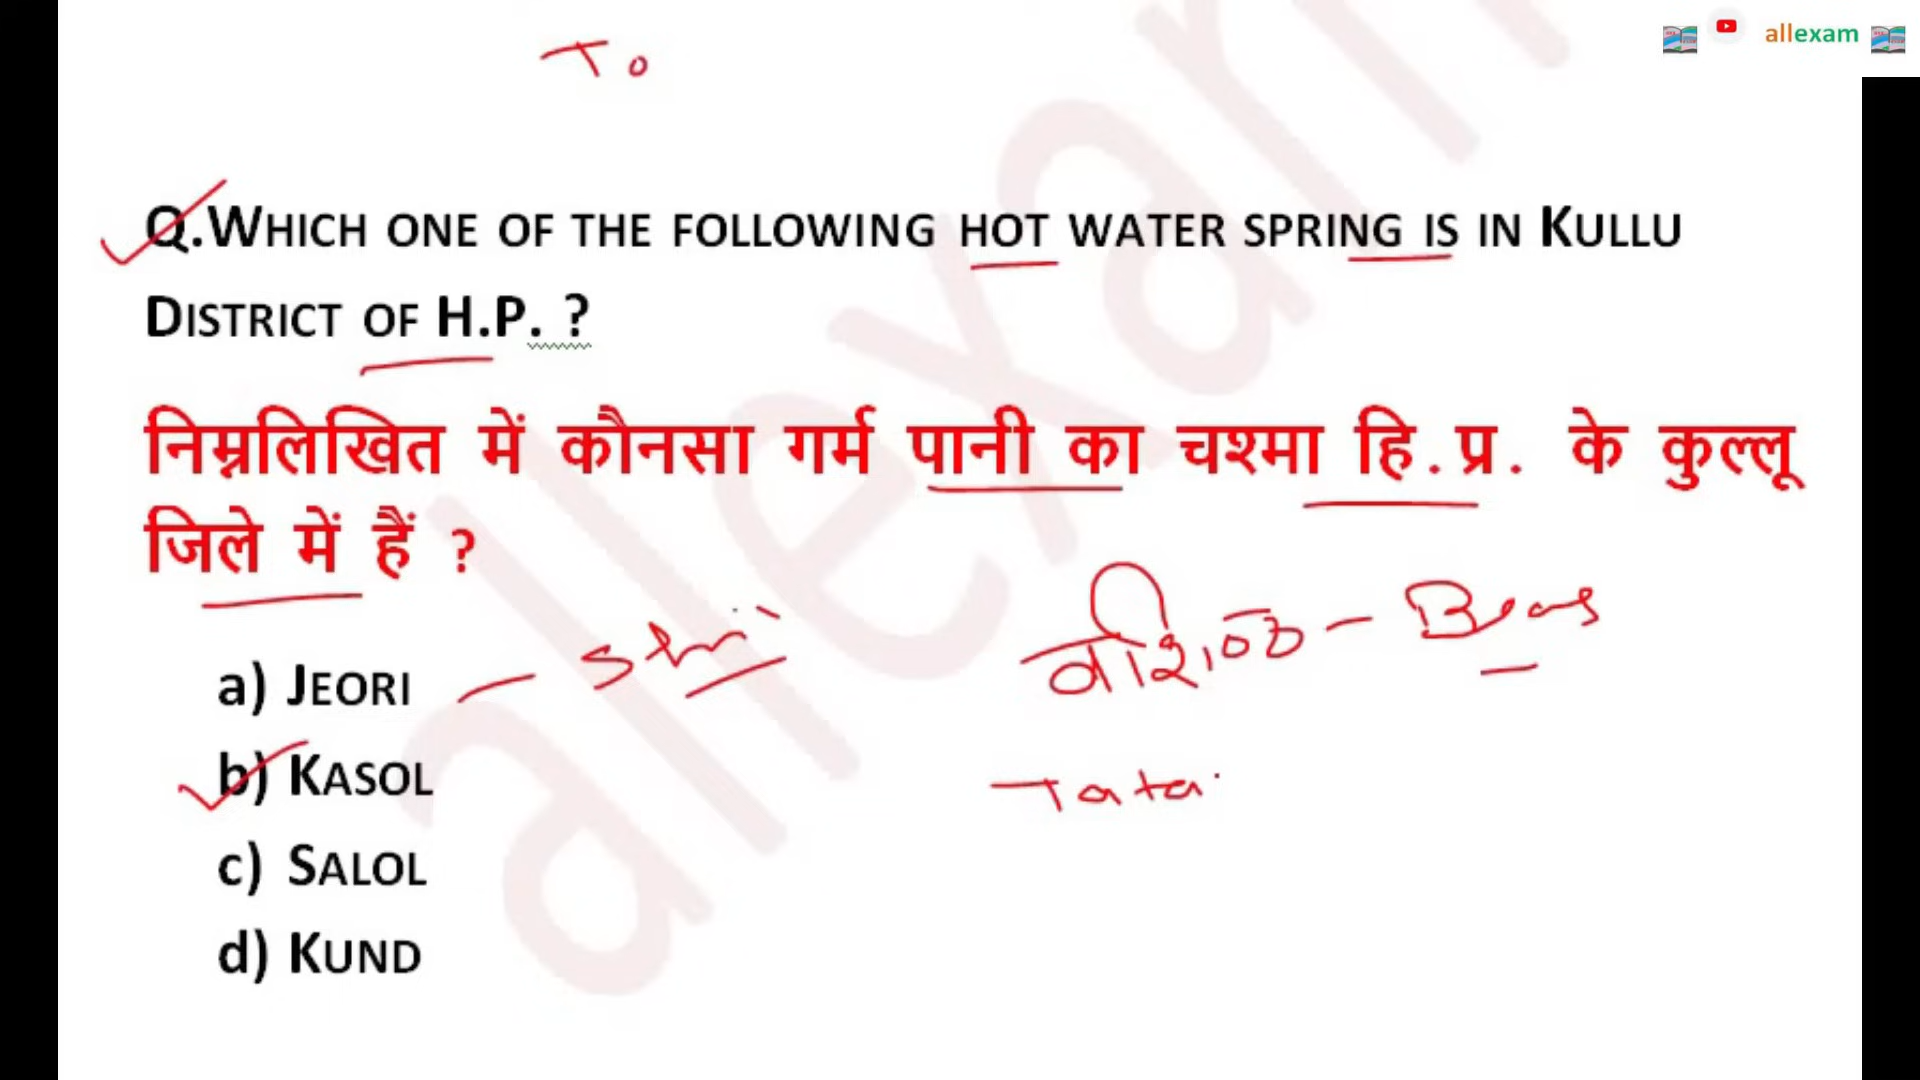 allexam
To
Q.WHICH ONE OF THE FOLLOWING HOT WATER SPRING IS IN KULLU
DISTRICT OF H.P. ?
निम्नलिखित में कौनसा गर्म पानी का चश्मा हि.प्र. के कुल्लू
जिले में हैं ?
a) JEORI
b) KASOL
Tata
c) SALOL
d) KUND
allexam